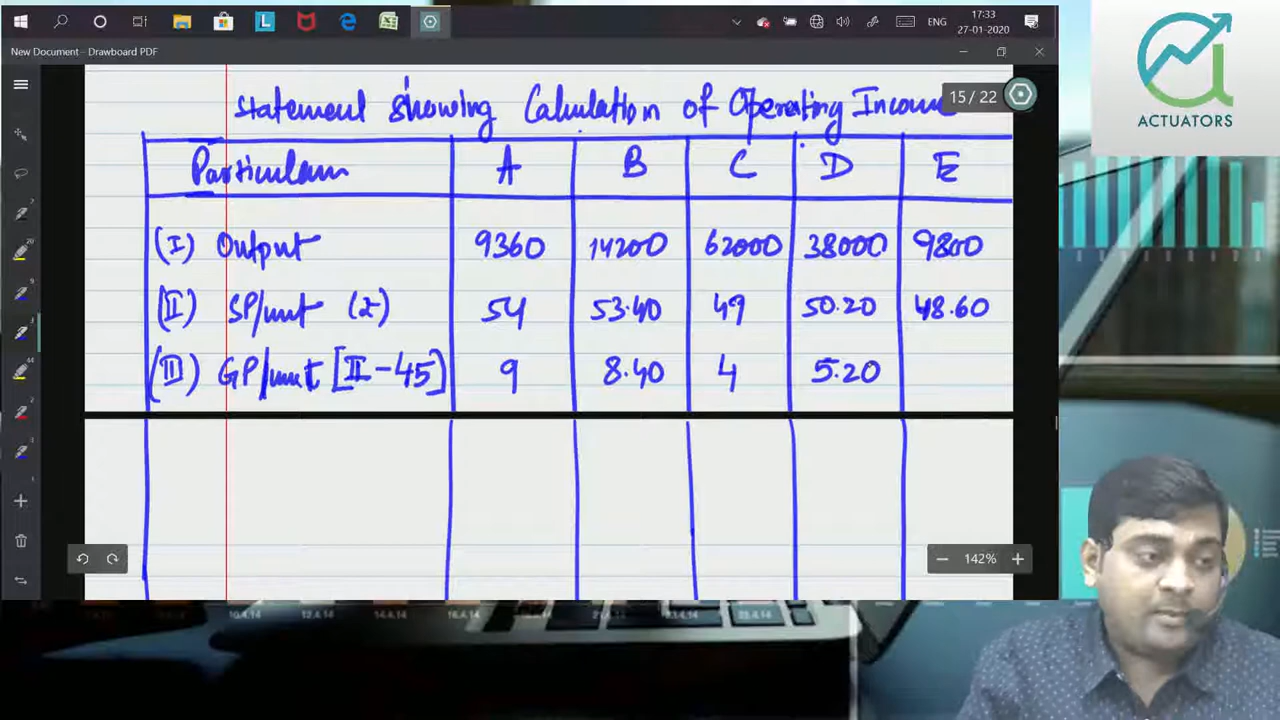 17:33
ENG
27-01-2020
New Document - Drawboard PDF
ACTUATORS
15 / 22
Statement Showing Calculation of Operating Income
Particulars A B C D E
(I) Output 9360 14200 62000 38000 9800
(II) SP/unit (₹) 54 53.40 49 50.20 48.60
(III) GP/unit [II - 45] 9 8.40 4 5.20
142%